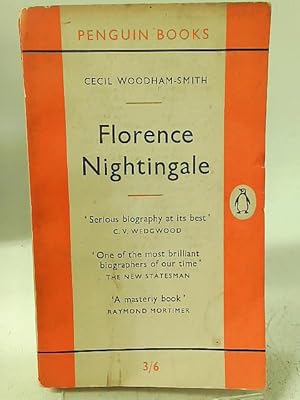 PENGUIN BOOKS
CECIL WOODHAM-SMITH
Florence
Nightingale
'Serious biography at its best'
C. V. WEDGWOOD
'One of the most brilliant
biographers of our time'
THE NEW STATESMAN
'A masterly book'
RAYMOND MORTIMER
3/6